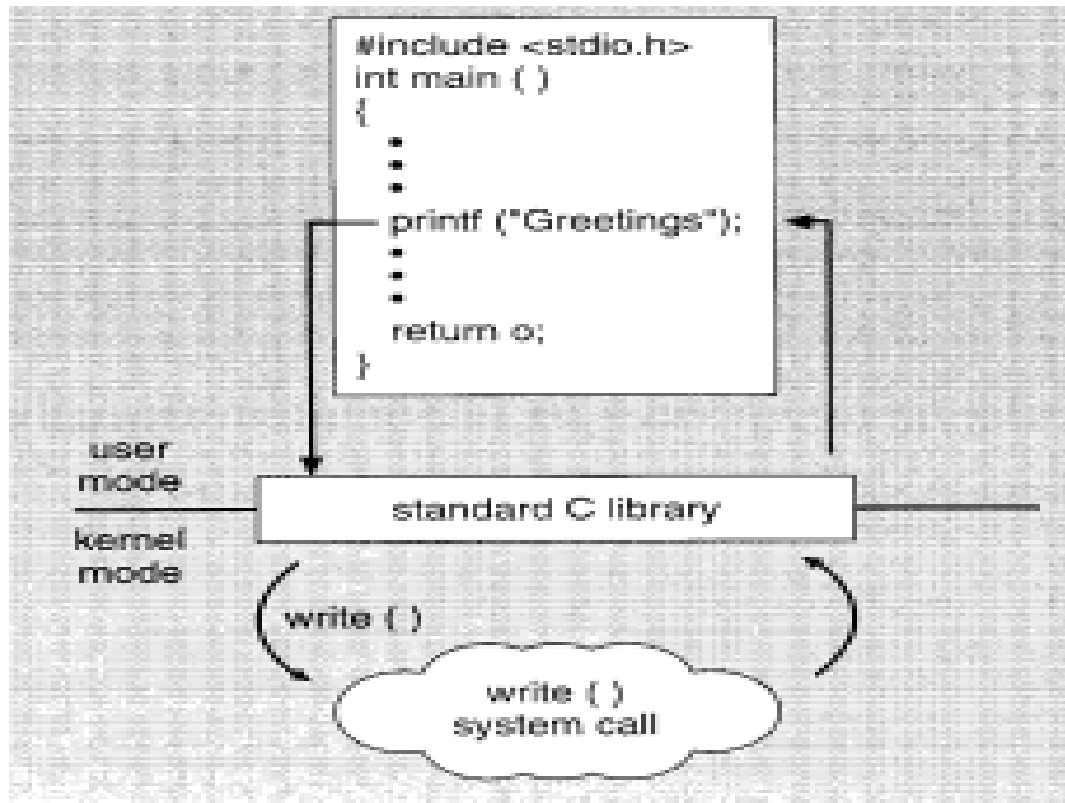 #include <stdio.h>
int main ( )
{
•
•
•
printf ("Greetings");
•
•
•
return o;
}
user
mode
standard C library
kernel
mode
write ( )
write ( )
system call